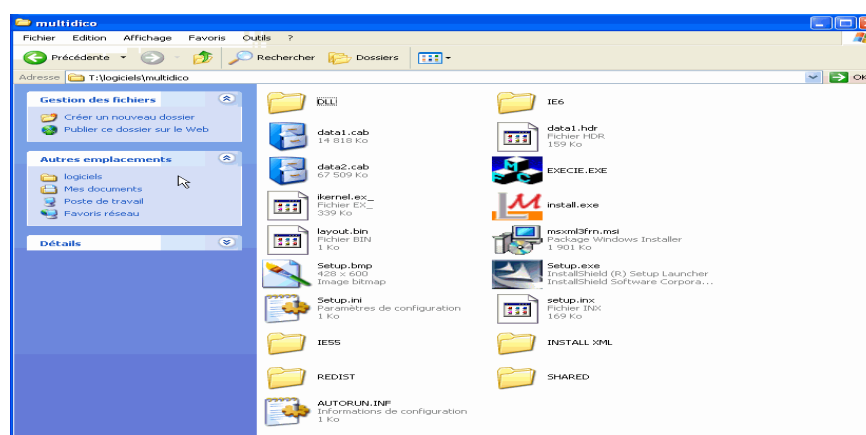 multidico
Fichier Edition Affichage Favoris Outils ?
Précédente Rechercher Dossiers
Adresse T:\logiciels\multidico OK
Gestion des fichiers
Créer un nouveau dossier
Publier ce dossier sur le Web
Autres emplacements
logiciels
Mes documents
Poste de travail
Favoris réseau
Détails
DLL
IE6
data1.cab
14 818 Ko
data1.hdr
Fichier HDR
159 Ko
data2.cab
67 509 Ko
EXECIE.EXE
ikernel.ex_
Fichier EX_
339 Ko
install.exe
layout.bin
Fichier BIN
1 Ko
msxml3frn.msi
Package Windows Installer
1 901 Ko
Setup.bmp
428 x 600
Image bitmap
Setup.exe
InstallShield (R) Setup Launcher
InstallShield Software Corpora...
Setup.ini
Paramètres de configuration
1 Ko
setup.inx
Fichier INX
169 Ko
IE55
INSTALL XML
REDIST
SHARED
AUTORUN.INF
Informations de configuration
1 Ko